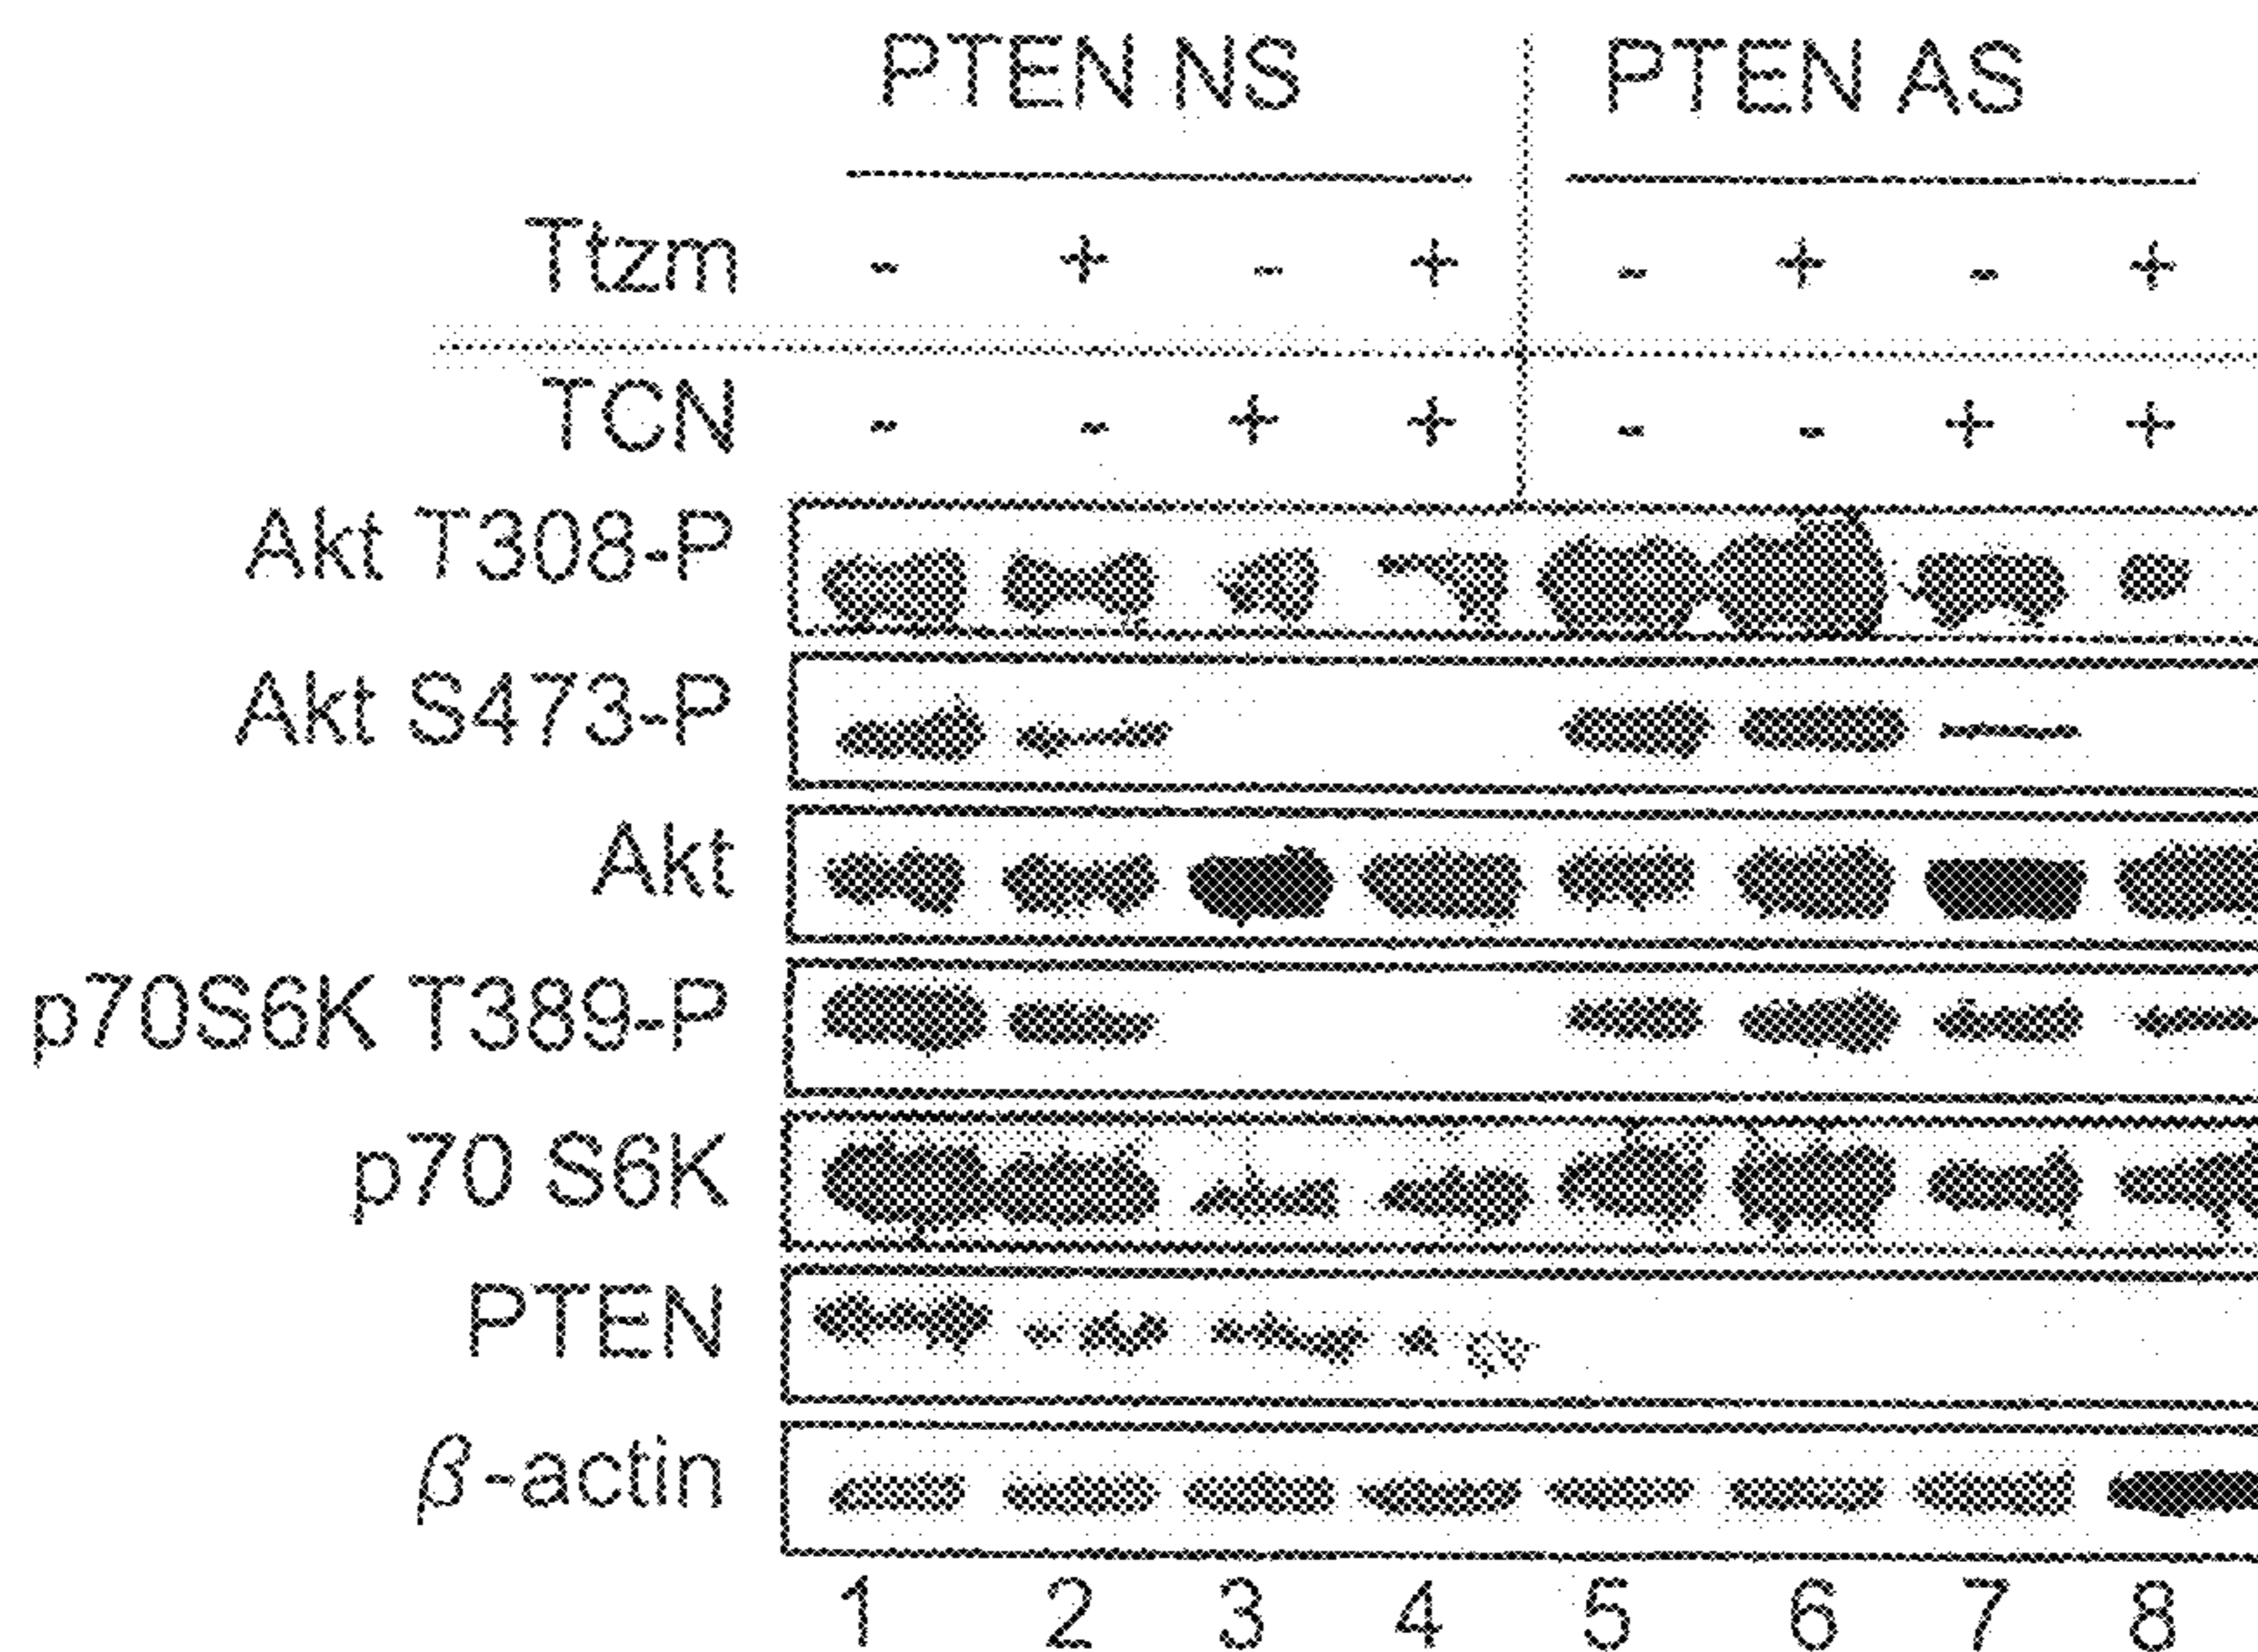 PTEN NS PTEN AS
Ttzm - + - + - + - +
TCN - - + + - - + +
Akt T308-P
Akt S473-P
Akt
p70S6K T389-P
p70 S6K
PTEN
β-actin
1 2 3 4 5 6 7 8